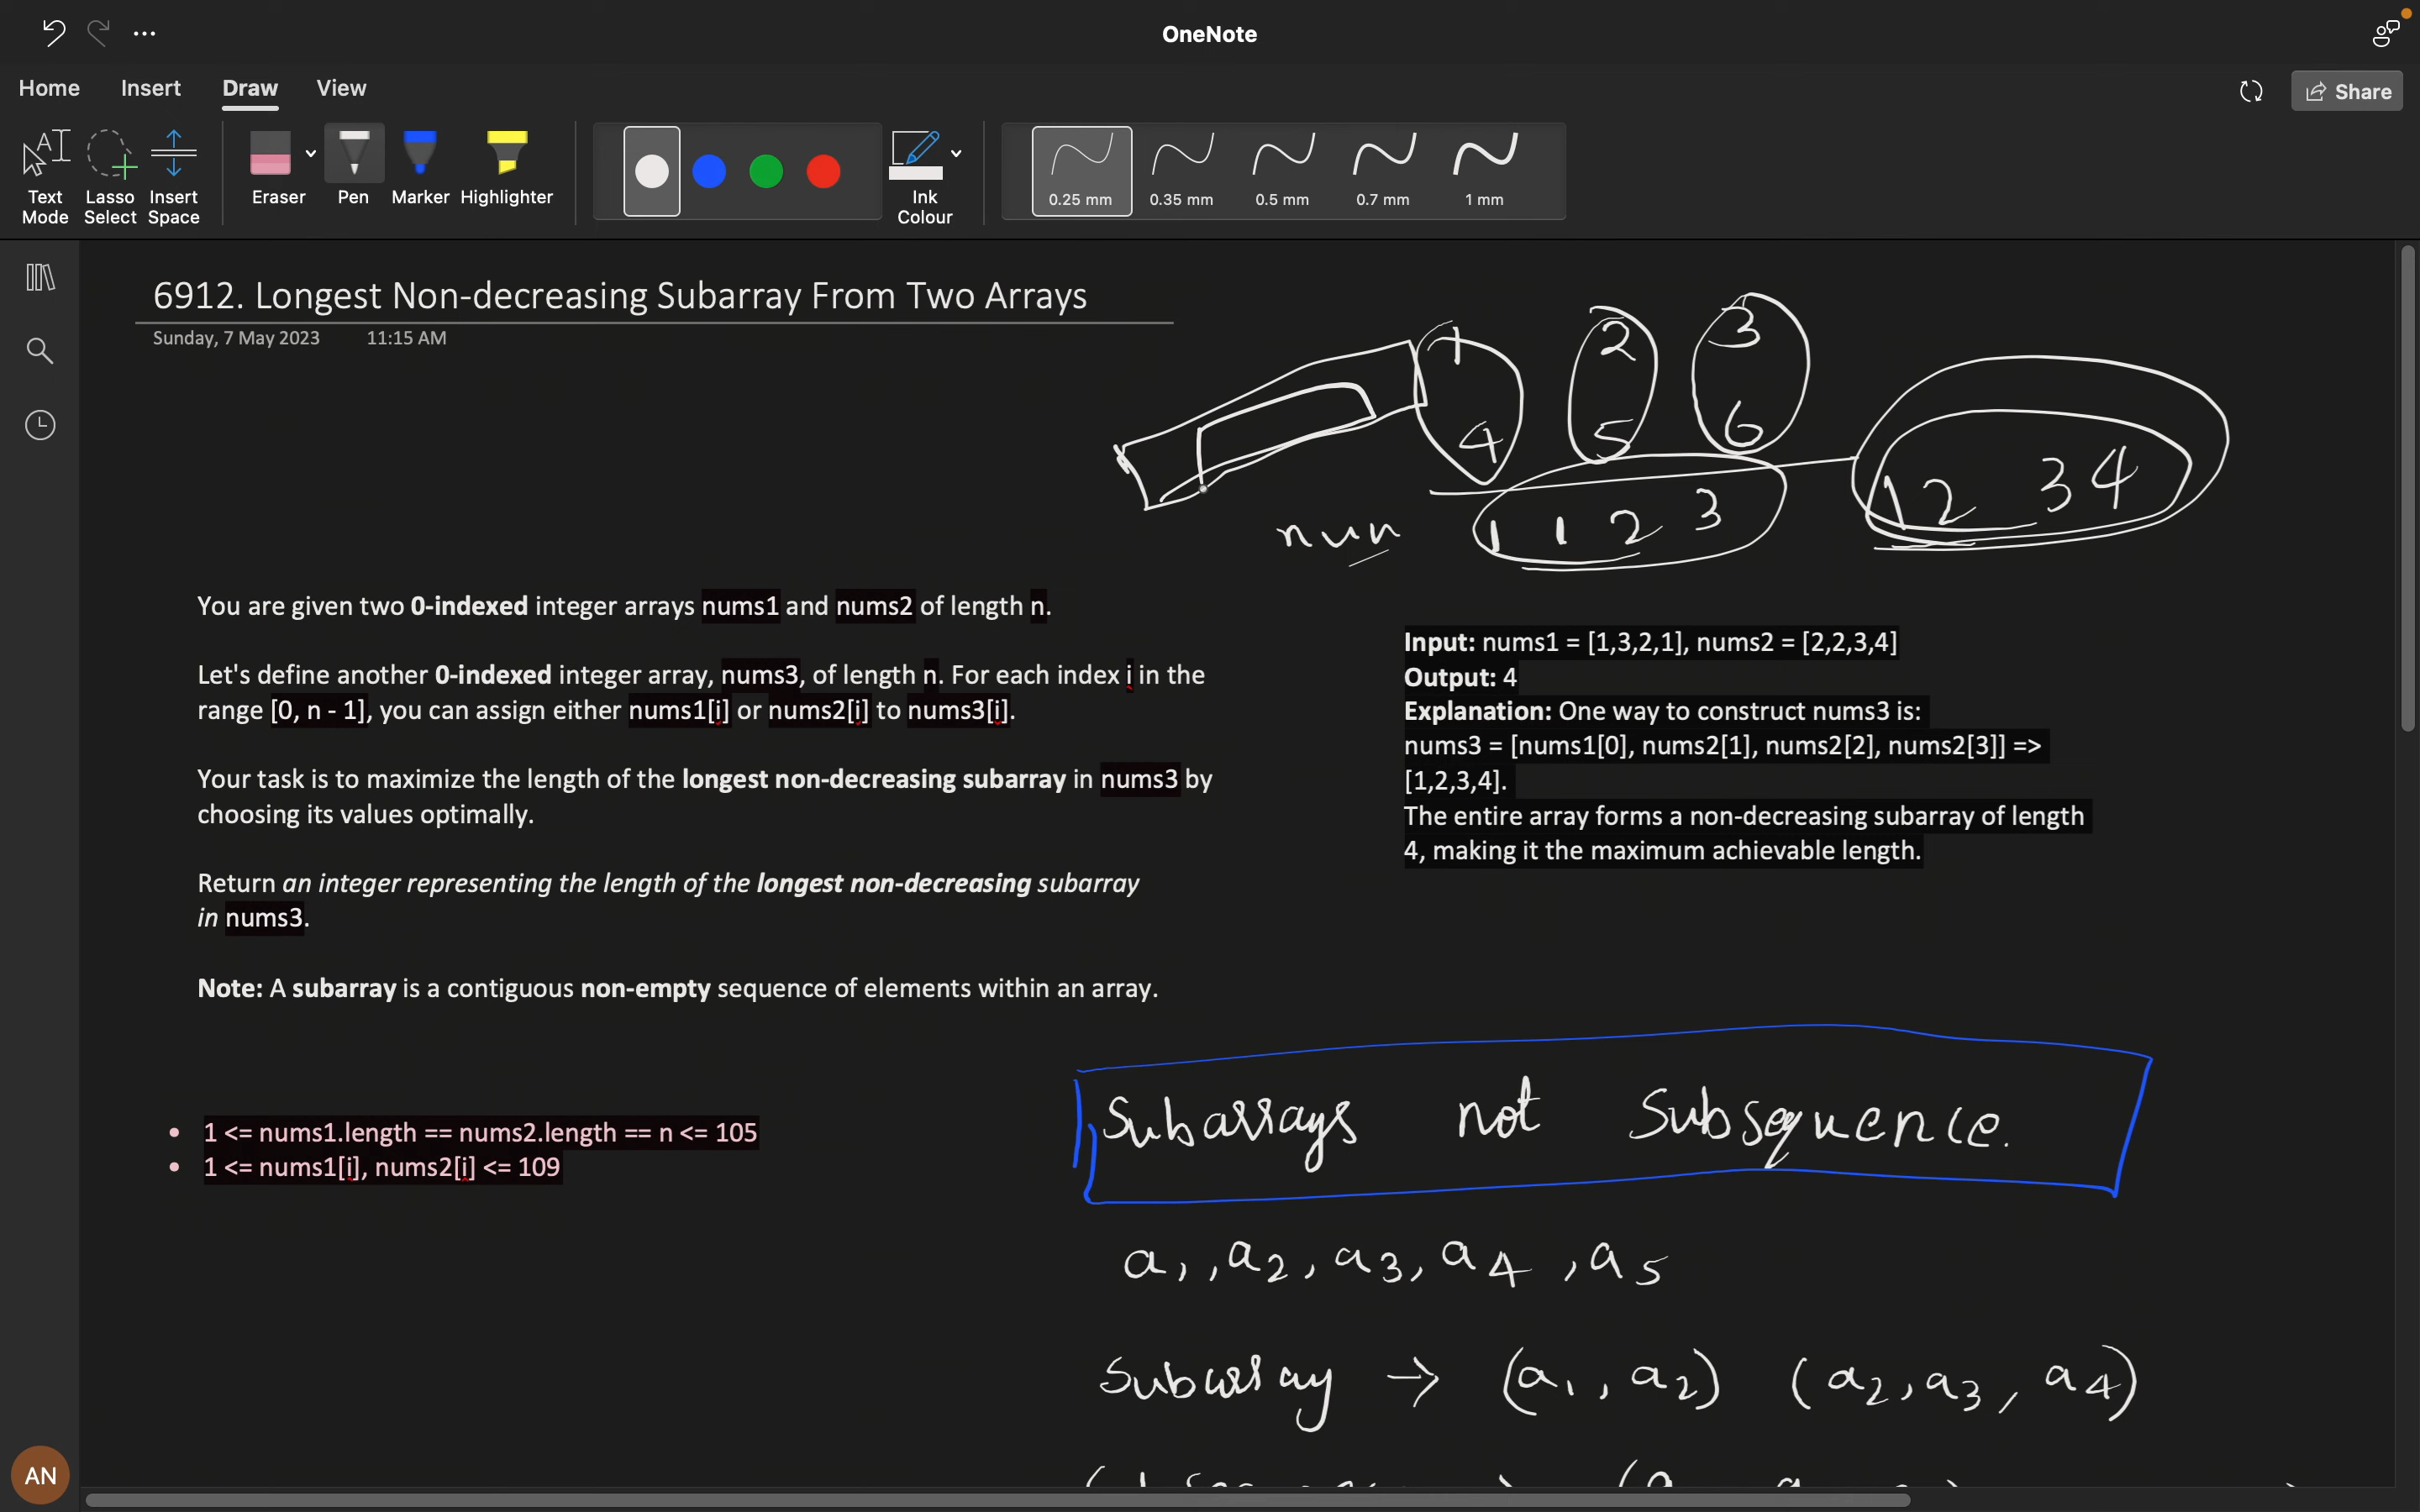 OneNote
Home Insert Draw View
Share
Text Mode
Lasso Select
Insert Space
Eraser
Pen
Marker
Highlighter
Ink Colour
0.25 mm
0.35 mm
0.5 mm
0.7 mm
1 mm
6912. Longest Non-decreasing Subarray From Two Arrays
Sunday, 7 May 2023 11:15 AM
1 2 3
4 5 6
num 1 1 2 3
1 2 3 4
You are given two 0-indexed integer arrays nums1 and nums2 of length n.
Let's define another 0-indexed integer array, nums3, of length n. For each index i in the
range [0, n - 1], you can assign either nums1[i] or nums2[i] to nums3[i].
Your task is to maximize the length of the longest non-decreasing subarray in nums3 by
choosing its values optimally.
Return an integer representing the length of the longest non-decreasing subarray
in nums3.
Note: A subarray is a contiguous non-empty sequence of elements within an array.
• 1 <= nums1.length == nums2.length == n <= 105
• 1 <= nums1[i], nums2[i] <= 109
Input: nums1 = [1,3,2,1], nums2 = [2,2,3,4]
Output: 4
Explanation: One way to construct nums3 is:
nums3 = [nums1[0], nums2[1], nums2[2], nums2[3]] =>
[1,2,3,4].
The entire array forms a non-decreasing subarray of length
4, making it the maximum achievable length.
Subarrays not Subsequence.
a1, a2, a3, a4, a5
Subarray → (a1, a2) (a2, a3, a4)
AN